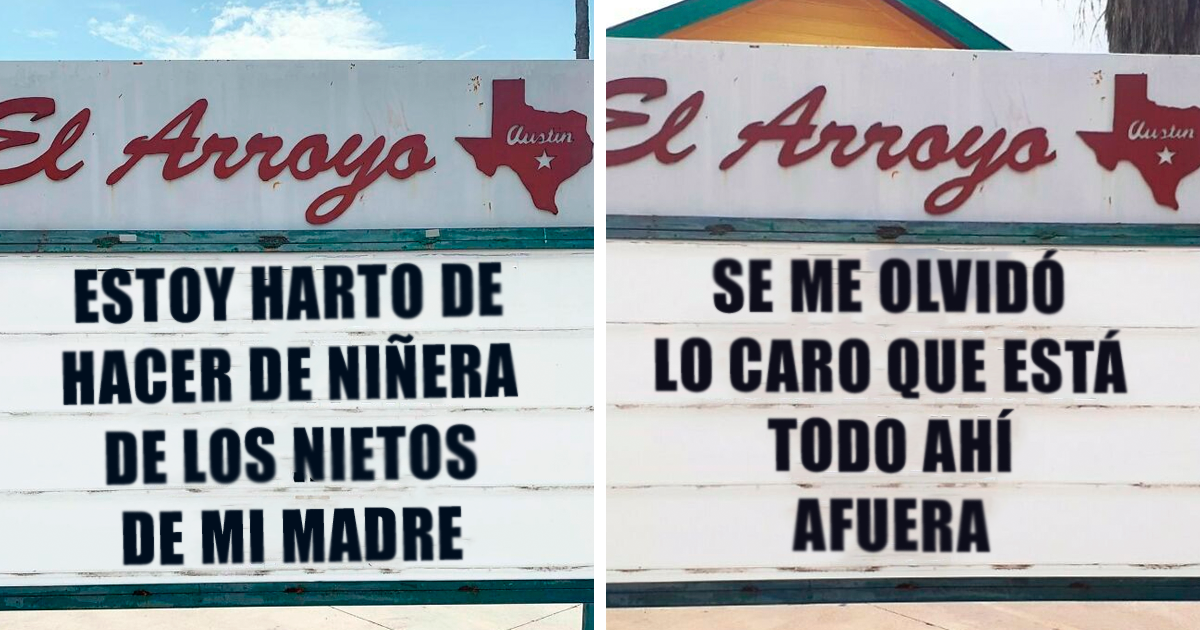 El Arroyo
Austin
ESTOY HARTO DE
HACER DE NIÑERA
DE LOS NIETOS
DE MI MADRE
El Arroyo
Austin
SE ME OLVIDÓ
LO CARO QUE ESTÁ
TODO AHÍ
AFUERA